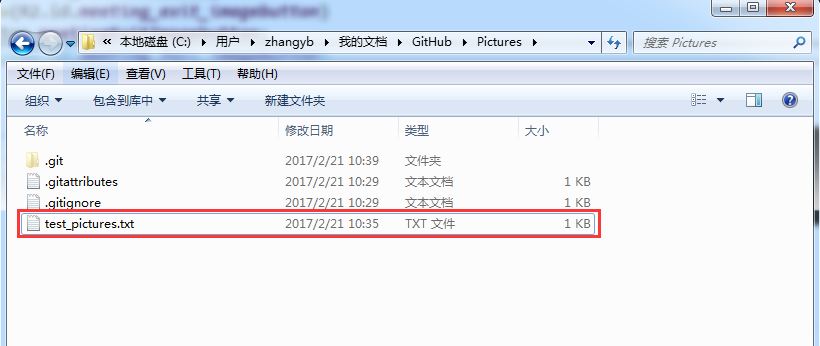 (R2.id.meeting_exit_imagebutton)
本地磁盘 (C:) 用户 zhangyb 我的文档 GitHub Pictures 搜索 Pictures
文件(F) 编辑(E) 查看(V) 工具(T) 帮助(H)
组织 包含到库中 共享 新建文件夹
名称 修改日期 类型 大小
.git 2017/2/21 10:39 文件夹
.gitattributes 2017/2/21 10:29 文本文档 1 KB
.gitignore 2017/2/21 10:29 文本文档 1 KB
test_pictures.txt 2017/2/21 10:35 TXT 文件 1 KB